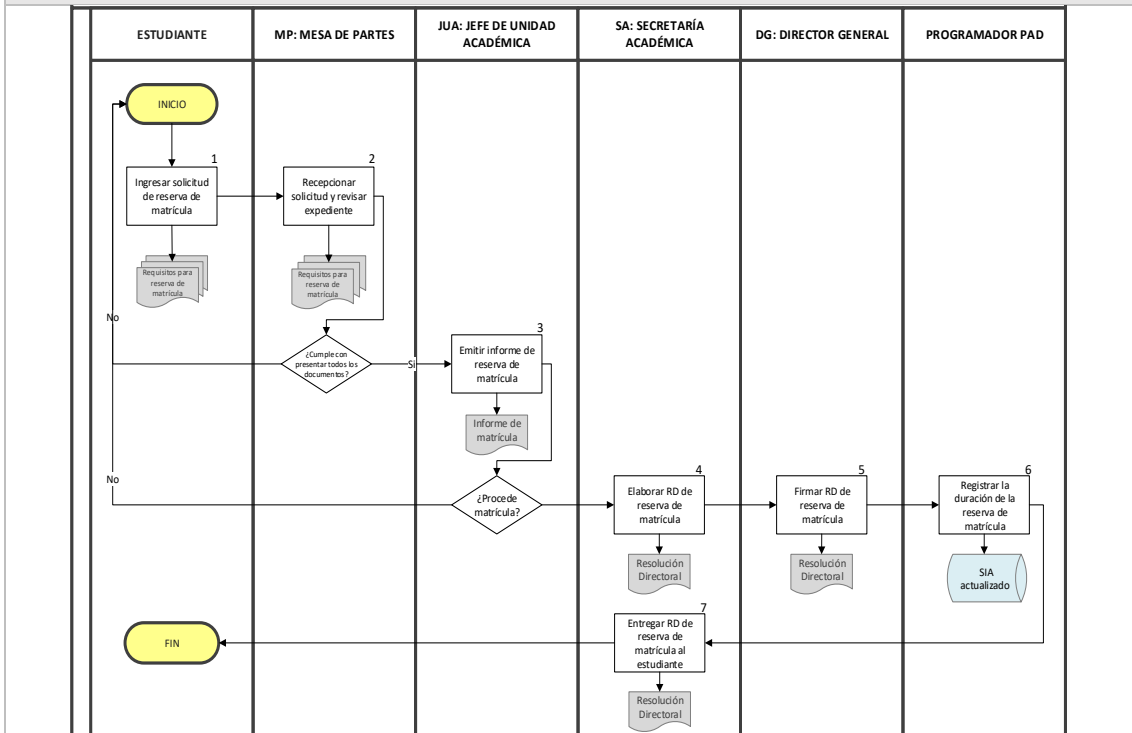 ESTUDIANTE
MP: MESA DE PARTES
JUA: JEFE DE UNIDAD
ACADÉMICA
SA: SECRETARÍA
ACADÉMICA
DG: DIRECTOR GENERAL
PROGRAMADOR PAD
INICIO
1
Ingresar solicitud
de reserva de
matrícula
2
Recepcionar
solicitud y revisar
expediente
Requisitos para
reserva de
matrícula
Requisitos para
reserva de
matrícula
No
¿Cumple con
presentar todos los
documentos?
Si
3
Emitir informe de
reserva de
matrícula
Informe de
matrícula
No
¿Procede
matrícula?
4
Elaborar RD de
reserva de
matrícula
5
Firmar RD de
reserva de
matrícula
6
Registrar la
duración de la
reserva de
matrícula
Resolución
Directoral
Resolución
Directoral
SIA
actualizado
7
Entregar RD de
reserva de
matrícula al
estudiante
FIN
Resolución
Directoral